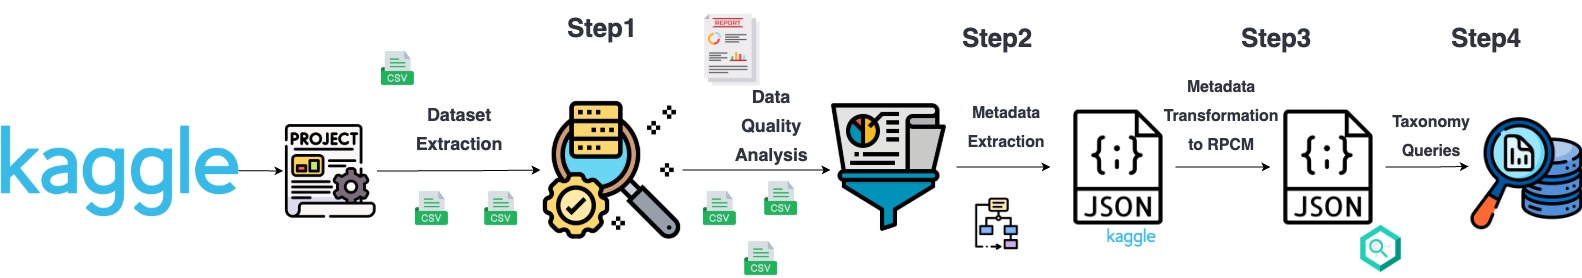 Step1
REPORT
Step2
Step3
Step4
CSV
Dataset
Extraction
Data
Quality
Analysis
Metadata
Extraction
Metadata
Transformation
to RPCM
Taxonomy
Queries
kaggle
PROJECT
CSV
CSV
CSV
CSV
CSV
{;}
JSON
kaggle
{;}
JSON